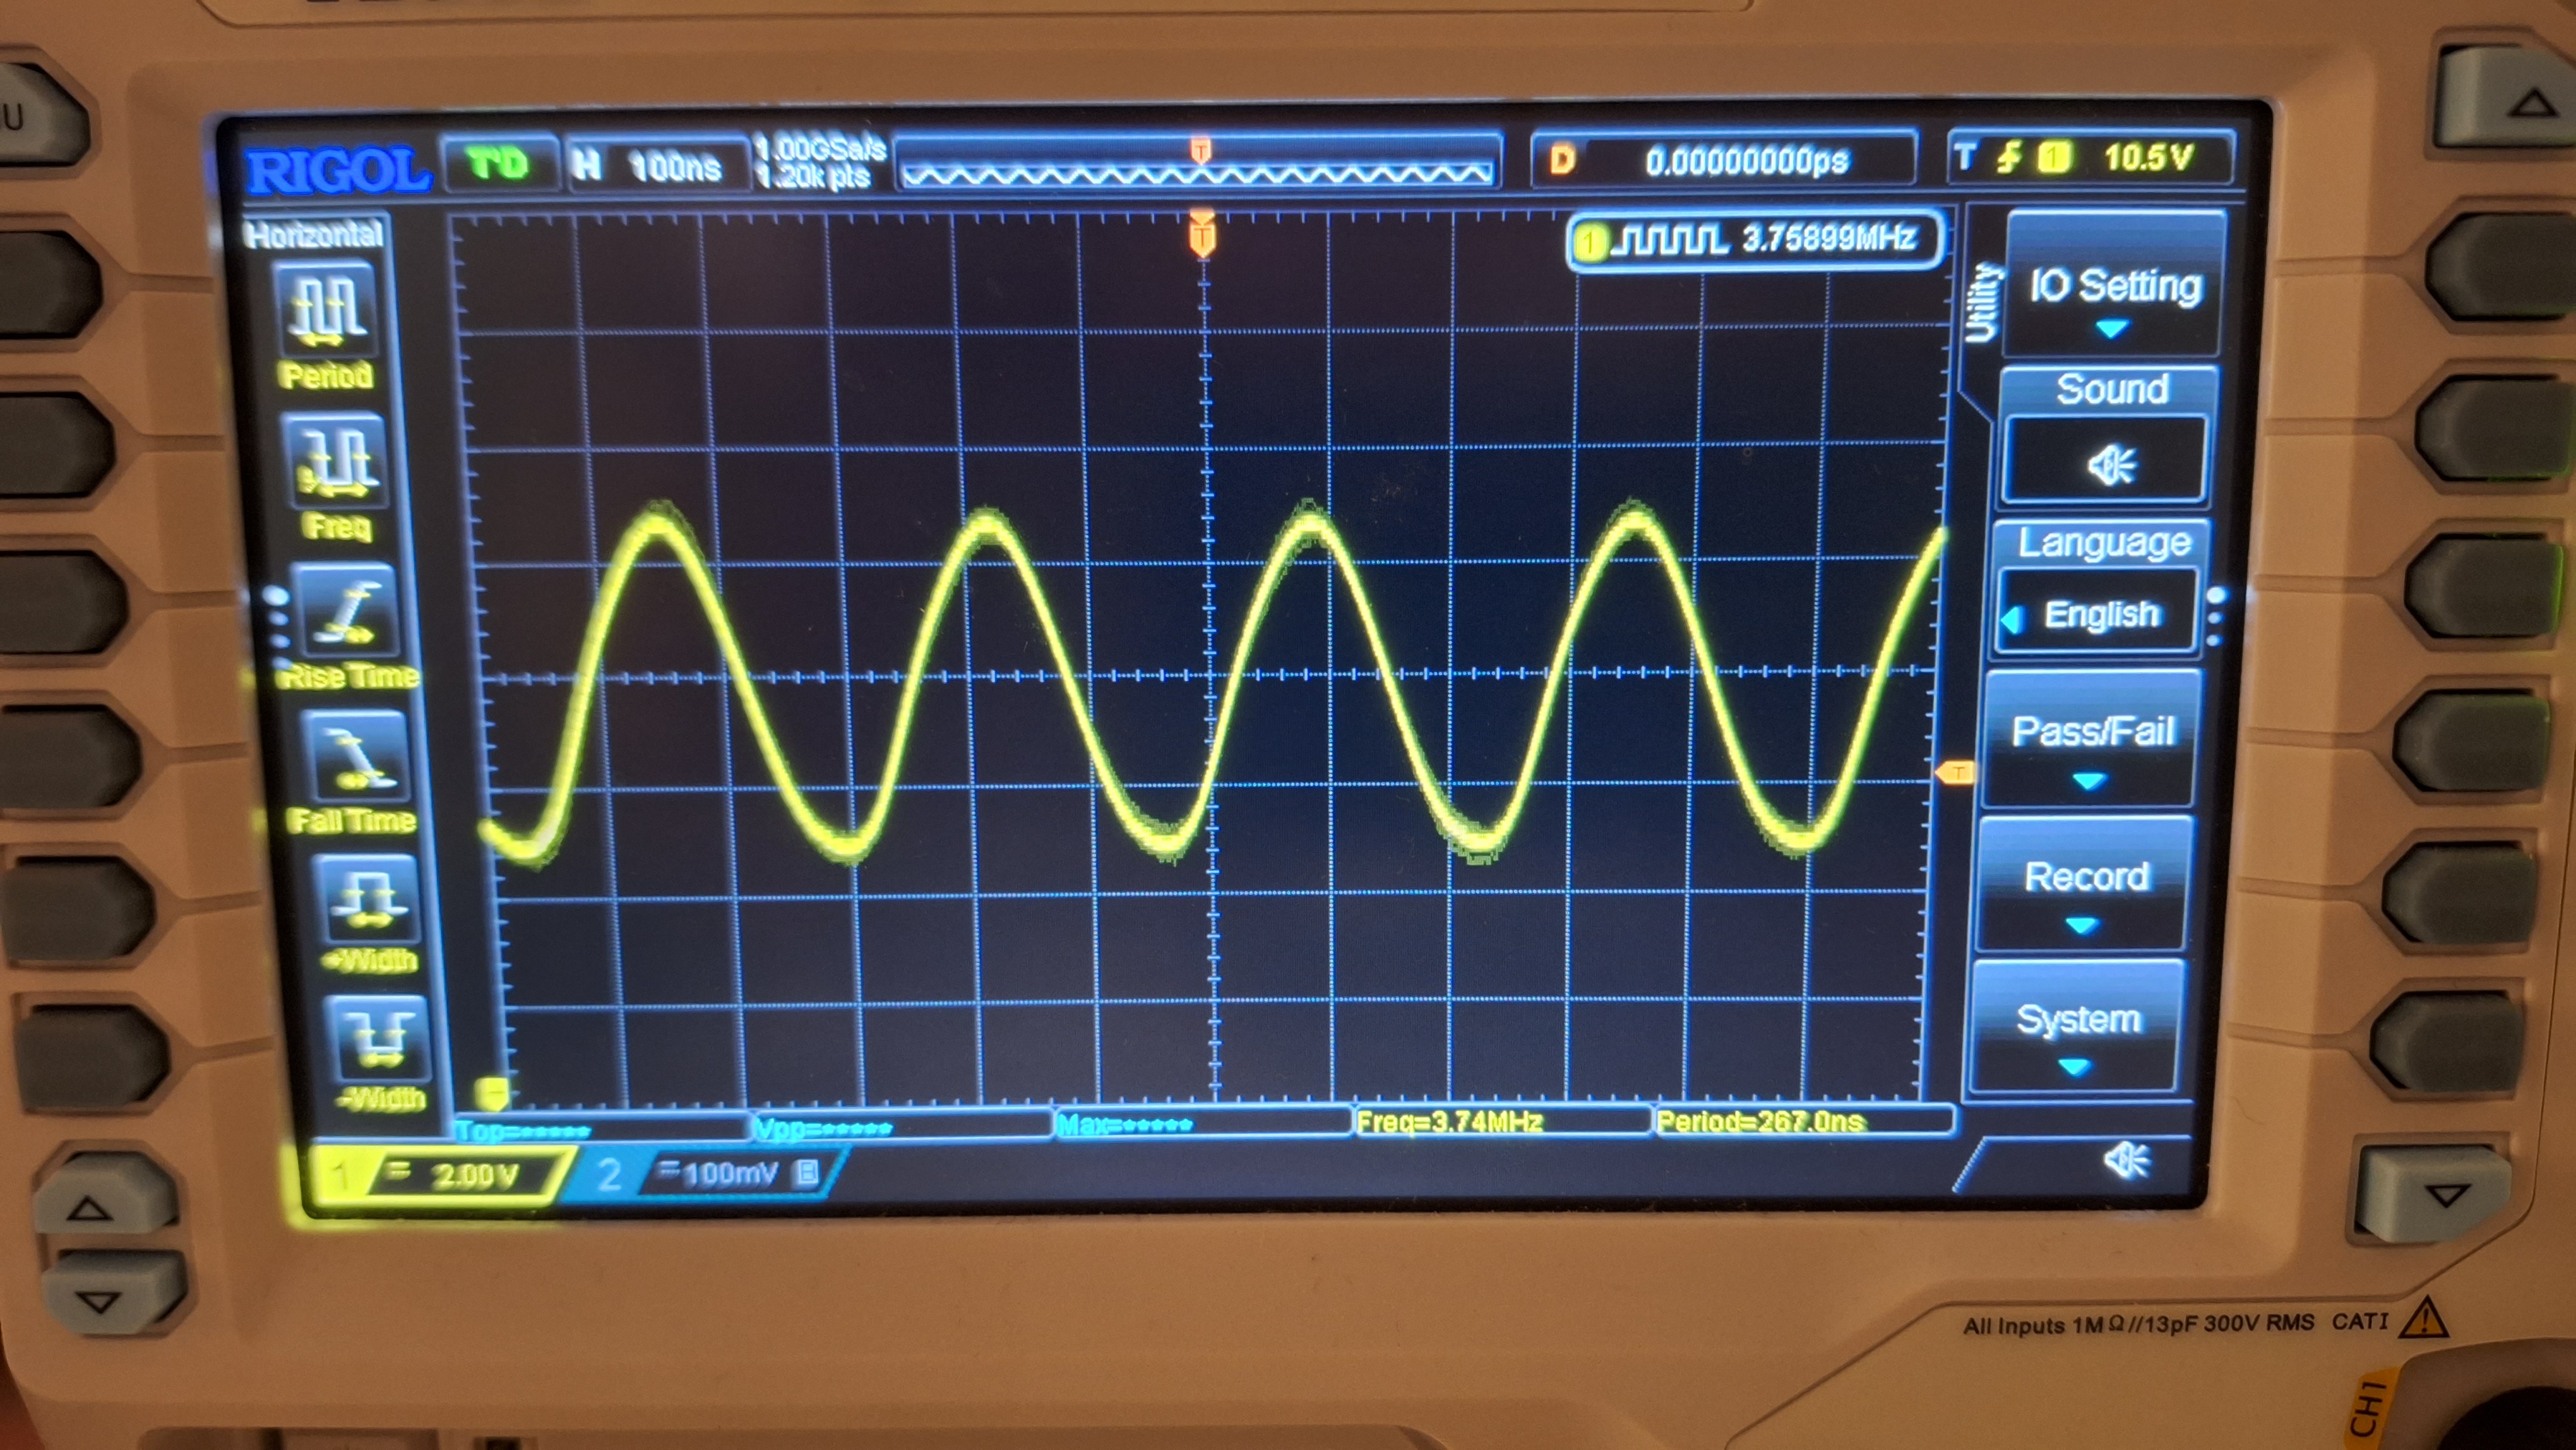 U
RIGOL T'D H 100ns 1.00GSa/s D 0.00000000ps T 1 10.5V
1.20k pts
T
Horizontal
1 3.75899MHz
Utility
IO Setting
Period
Sound
Freq
Language
English
Rise Time
Pass/Fail
T
Fall Time
Record
+Width
System
-Width
Top=***** Vpp=***** Max=***** Freq=3.74MHz Period=267.0ns
1 = 2.00V 2 = 100mV B
All Inputs 1MΩ//13pF 300V RMS CAT I
CH1